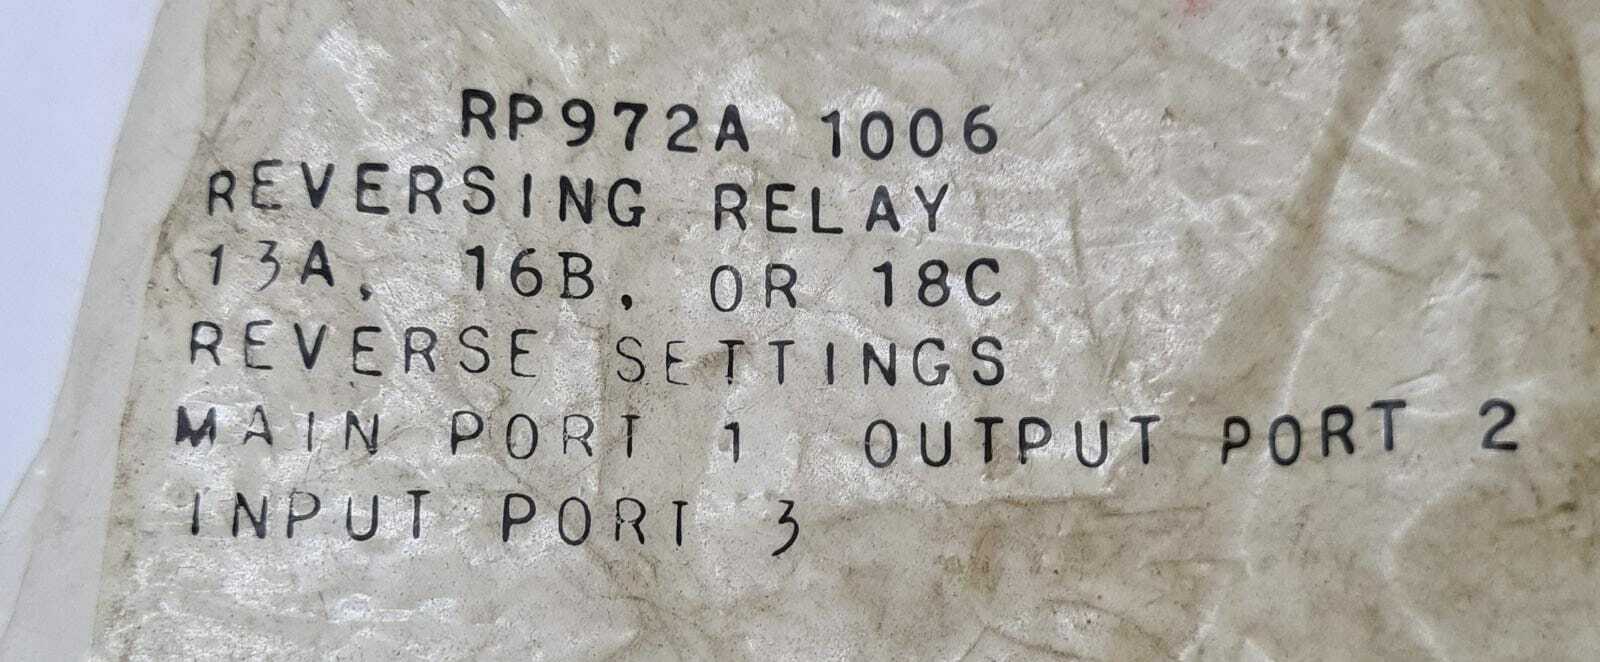 RP972A 1006
REVERSING RELAY
13A, 16B, OR 18C
REVERSE SETTINGS
MAIN PORT 1 OUTPUT PORT 2
INPUT PORT 3